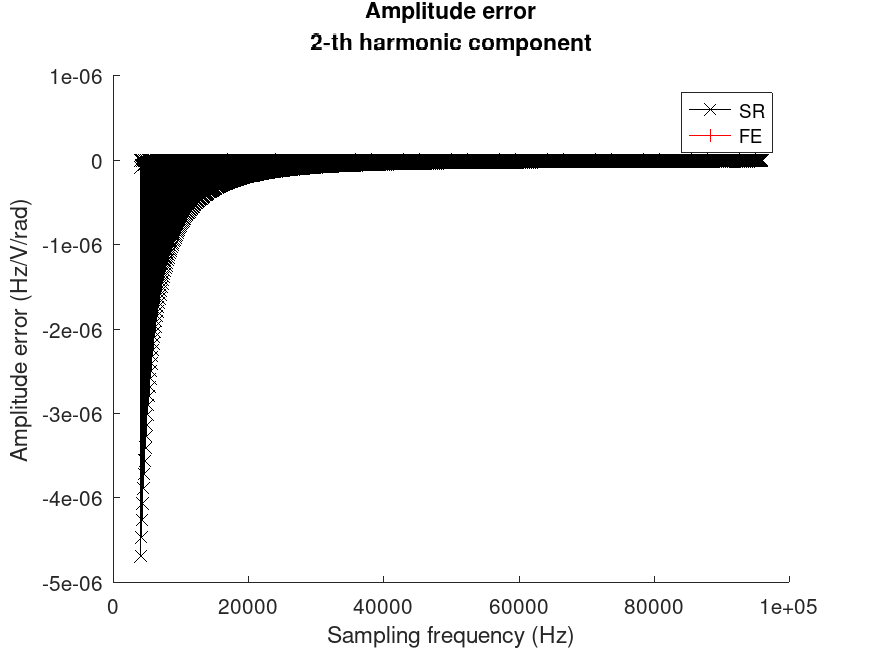 Amplitude error
2-th harmonic component
1e-06
0
-1e-06
-2e-06
-3e-06
-4e-06
-5e-06
Amplitude error (Hz/V/rad)
SR
FE
0
20000
40000
60000
80000
1e+05
Sampling frequency (Hz)